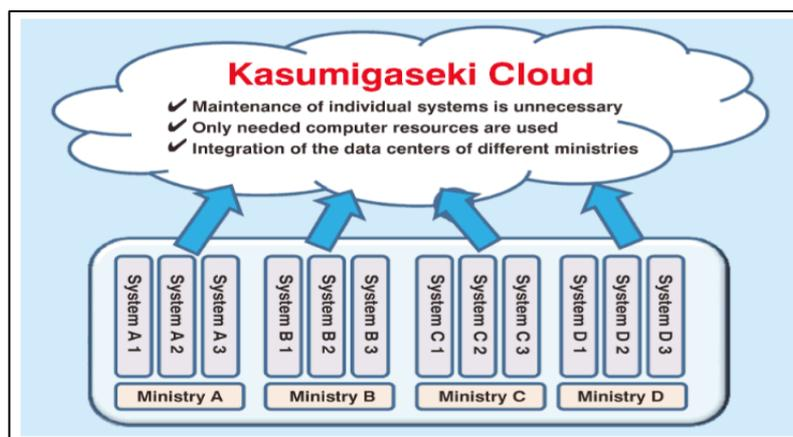 Kasumigaseki Cloud
✔ Maintenance of individual systems is unnecessary
✔ Only needed computer resources are used
✔ Integration of the data centers of different ministries
System A 1
System A 2
System A 3
System B 1
System B 2
System B 3
System C 1
System C 2
System C 3
System D 1
System D 2
System D 3
Ministry A
Ministry B
Ministry C
Ministry D